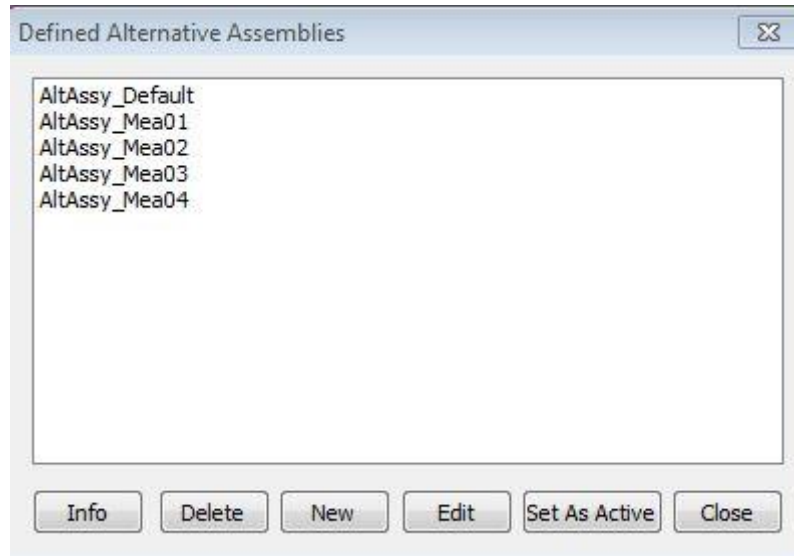 Defined Alternative Assemblies
AltAssy_Default
AltAssy_Mea01
AltAssy_Mea02
AltAssy_Mea03
AltAssy_Mea04
Info Delete New Edit Set As Active Close